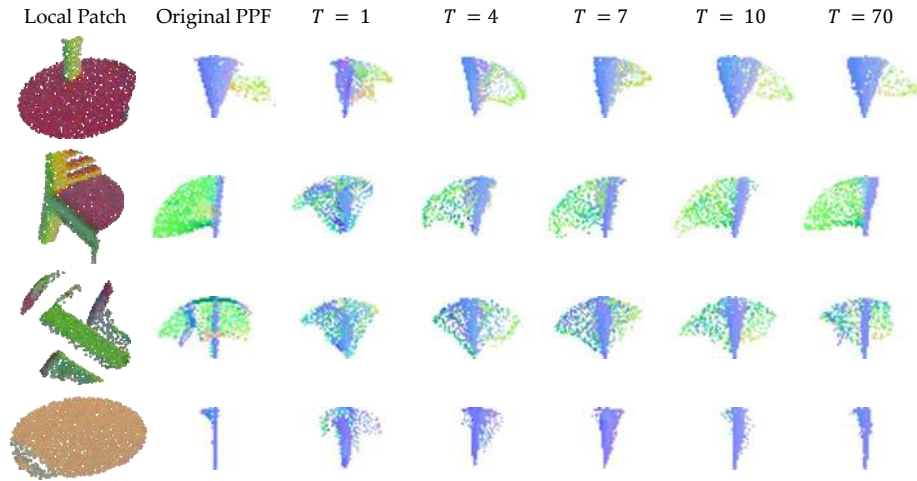 Local Patch Original PPF T = 1 T = 4 T = 7 T = 10 T = 70